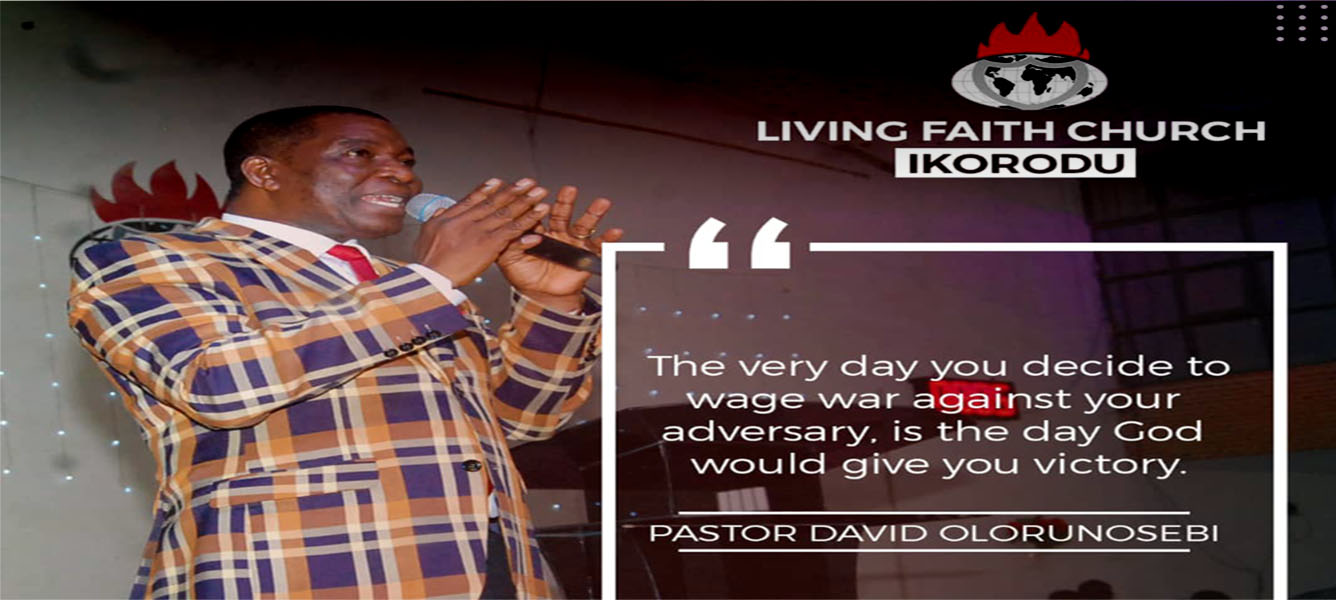 LIVING FAITH CHURCH
IKORODU
“
The very day you decide to
wage war against your
adversary, is the day God
would give you victory.
PASTOR DAVID OLORUNOSEBI